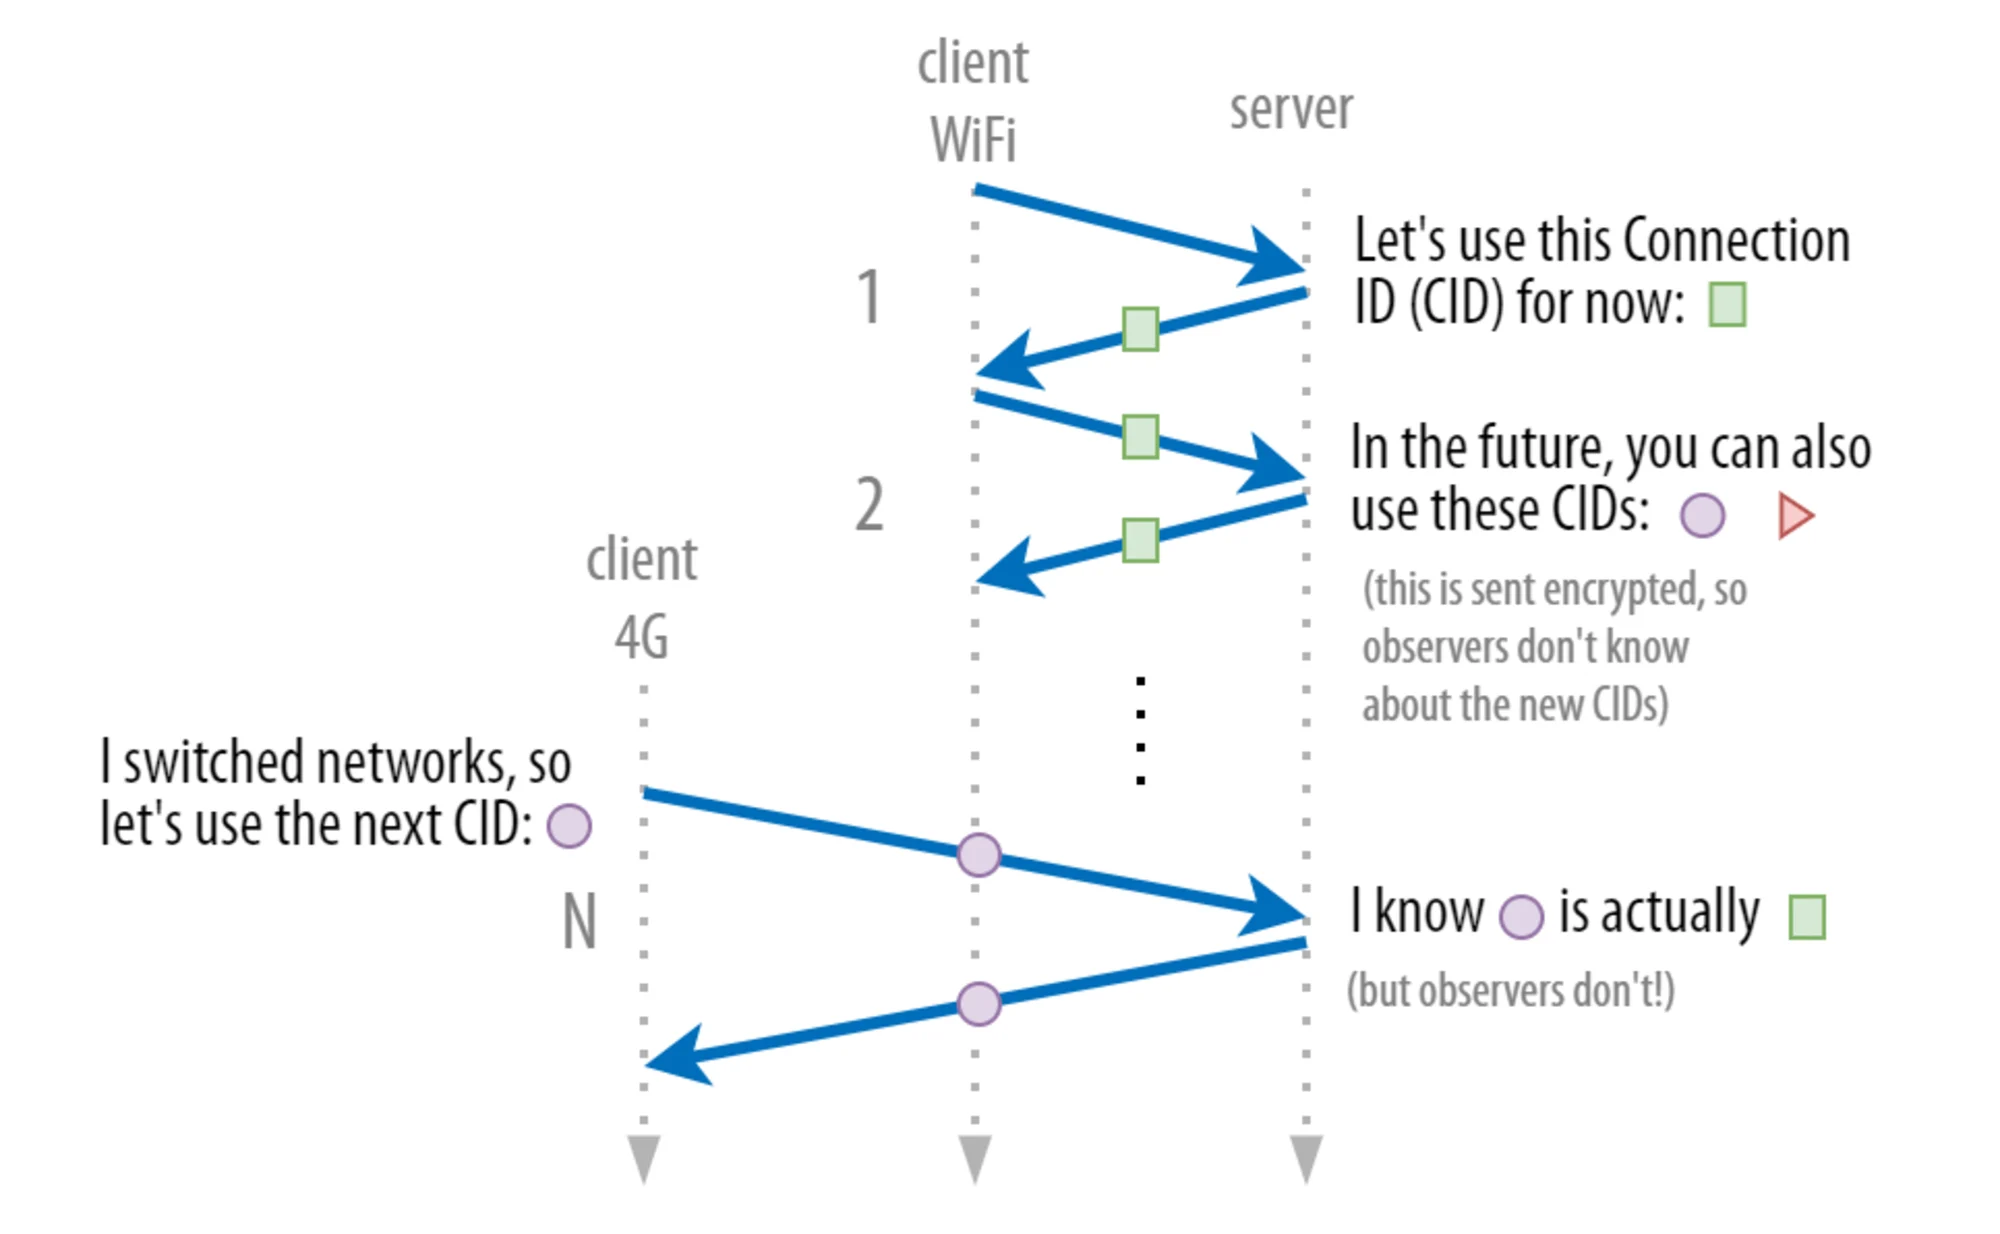 client
WiFi
server
1
Let's use this Connection
ID (CID) for now:
2
In the future, you can also
use these CIDs:
(this is sent encrypted, so
observers don't know
about the new CIDs)
client
4G
I switched networks, so
let's use the next CID:
N
I know is actually
(but observers don't!)